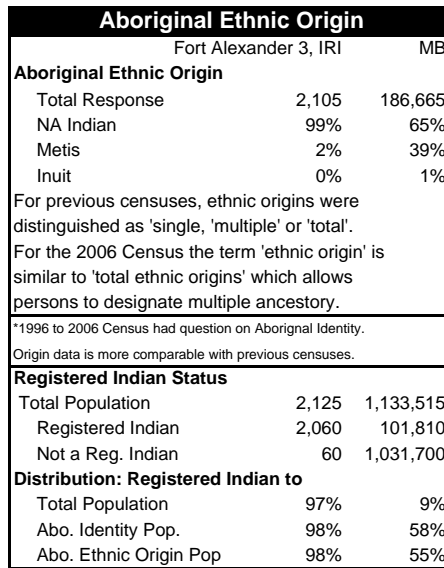 Aboriginal Ethnic Origin
Fort Alexander 3, IRI MB
Aboriginal Ethnic Origin
Total Response 2,105 186,665
NA Indian 99% 65%
Metis 2% 39%
Inuit 0% 1%
For previous censuses, ethnic origins were
distinguished as 'single, 'multiple' or 'total'.
For the 2006 Census the term 'ethnic origin' is
similar to 'total ethnic origins' which allows
persons to designate multiple ancestory.
*1996 to 2006 Census had question on Aborignal Identity.
Origin data is more comparable with previous censuses.
Registered Indian Status
Total Population 2,125 1,133,515
Registered Indian 2,060 101,810
Not a Reg. Indian 60 1,031,700
Distribution: Registered Indian to
Total Population 97% 9%
Abo. Identity Pop. 98% 58%
Abo. Ethnic Origin Pop 98% 55%